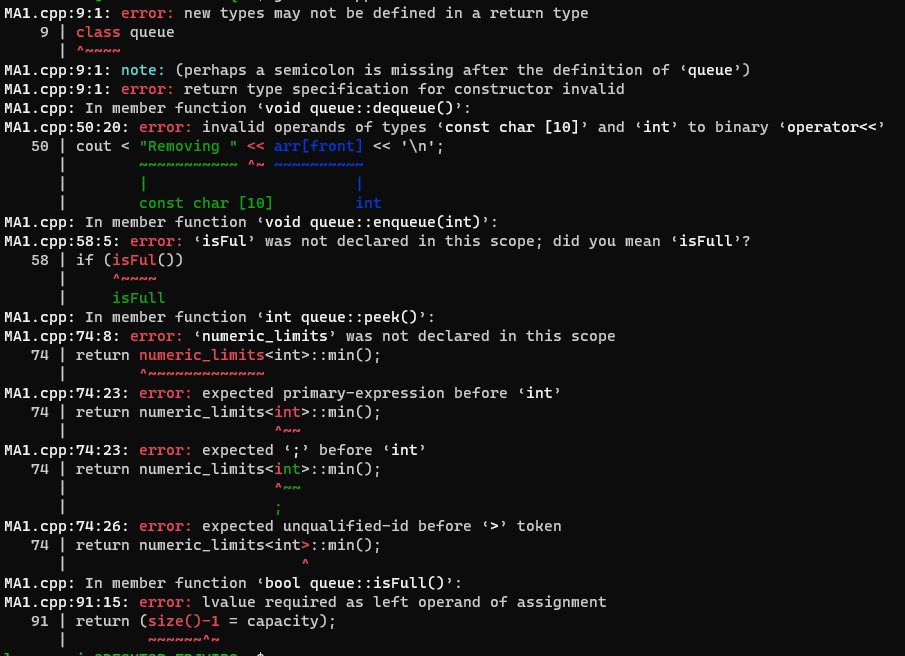 MA1.cpp:9:1: error: new types may not be defined in a return type
    9 | class queue
      | ^~~~~
MA1.cpp:9:1: note: (perhaps a semicolon is missing after the definition of ‘queue’)
MA1.cpp:9:1: error: return type specification for constructor invalid
MA1.cpp: In member function ‘void queue::dequeue()’:
MA1.cpp:50:20: error: invalid operands of types ‘const char [10]’ and ‘int’ to binary ‘operator<<’
   50 | cout < "Removing " << arr[front] << '\n';
      |        ~~~~~~~~~~~ ^~ ~~~~~~~~~~
      |        |                       |
      |        const char [10]         int
MA1.cpp: In member function ‘void queue::enqueue(int)’:
MA1.cpp:58:5: error: ‘isFul’ was not declared in this scope; did you mean ‘isFull’?
   58 | if (isFul())
      |     ^~~~~
      |     isFull
MA1.cpp: In member function ‘int queue::peek()’:
MA1.cpp:74:8: error: ‘numeric_limits’ was not declared in this scope
   74 | return numeric_limits<int>::min();
      |        ^~~~~~~~~~~~~~
MA1.cpp:74:23: error: expected primary-expression before ‘int’
   74 | return numeric_limits<int>::min();
      |                       ^~~
MA1.cpp:74:23: error: expected ‘;’ before ‘int’
   74 | return numeric_limits<int>::min();
      |                       ^~~
      |                       ;
MA1.cpp:74:26: error: expected unqualified-id before ‘>’ token
   74 | return numeric_limits<int>::min();
      |                          ^
MA1.cpp: In member function ‘bool queue::isFull()’:
MA1.cpp:91:15: error: lvalue required as left operand of assignment
   91 | return (size()-1 = capacity);
      |         ~~~~~~^~